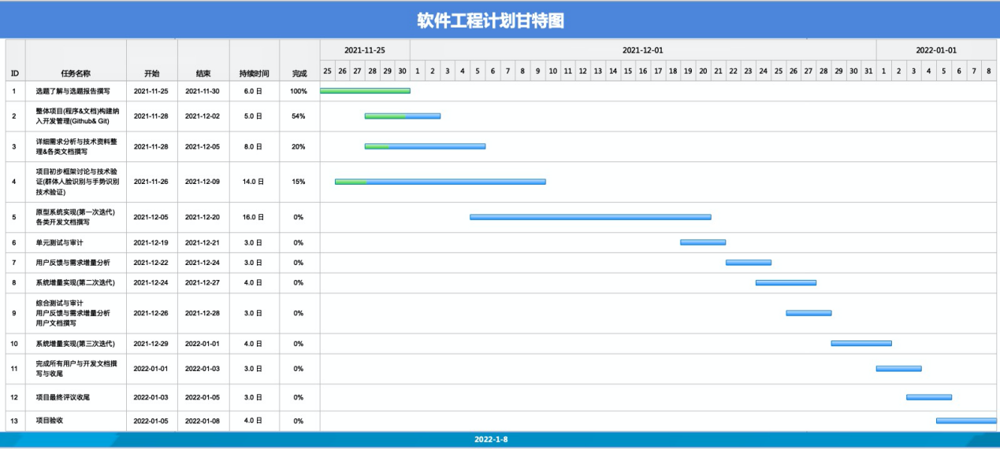 软件工程计划甘特图
2021-11-25 2021-12-01 2022-01-01
ID 任务名称 开始 结束 持续时间 完成 25 26 27 28 29 30 1 2 3 4 5 6 7 8 9 10 11 12 13 14 15 16 17 18 19 20 21 22 23 24 25 26 27 28 29 30 31 1 2 3 4 5 6 7 8
1 选题了解与选题报告撰写 2021-11-25 2021-11-30 6.0 日 100%
整体项目(程序&文档)构建纳
2 入开发管理(Github& Git) 2021-11-28 2021-12-02 5.0 日 54%
详细需求分析与技术资料整
3 理&各类文档撰写 2021-11-28 2021-12-05 8.0 日 20%
项目初步框架讨论与技术验
4 证(群体人脸识别与手势识别 2021-11-26 2021-12-09 14.0 日 15%
技术验证)
原型系统实现(第一次迭代)
5 各类开发文档撰写 2021-12-05 2021-12-20 16.0 日 0%
6 单元测试与审计 2021-12-19 2021-12-21 3.0 日 0%
7 用户反馈与需求增量分析 2021-12-22 2021-12-24 3.0 日 0%
8 系统增量实现(第二次迭代) 2021-12-24 2021-12-27 4.0 日 0%
综合测试与审计
9 用户反馈与需求增量分析 2021-12-26 2021-12-28 3.0 日 0%
用户文档撰写
10 系统增量实现(第三次迭代) 2021-12-29 2022-01-01 4.0 日 0%
完成所有用户与开发文档撰
11 写与收尾 2022-01-01 2022-01-03 3.0 日 0%
12 项目最终评议收尾 2022-01-03 2022-01-05 3.0 日 0%
13 项目验收 2022-01-05 2022-01-08 4.0 日 0%
2022-1-8